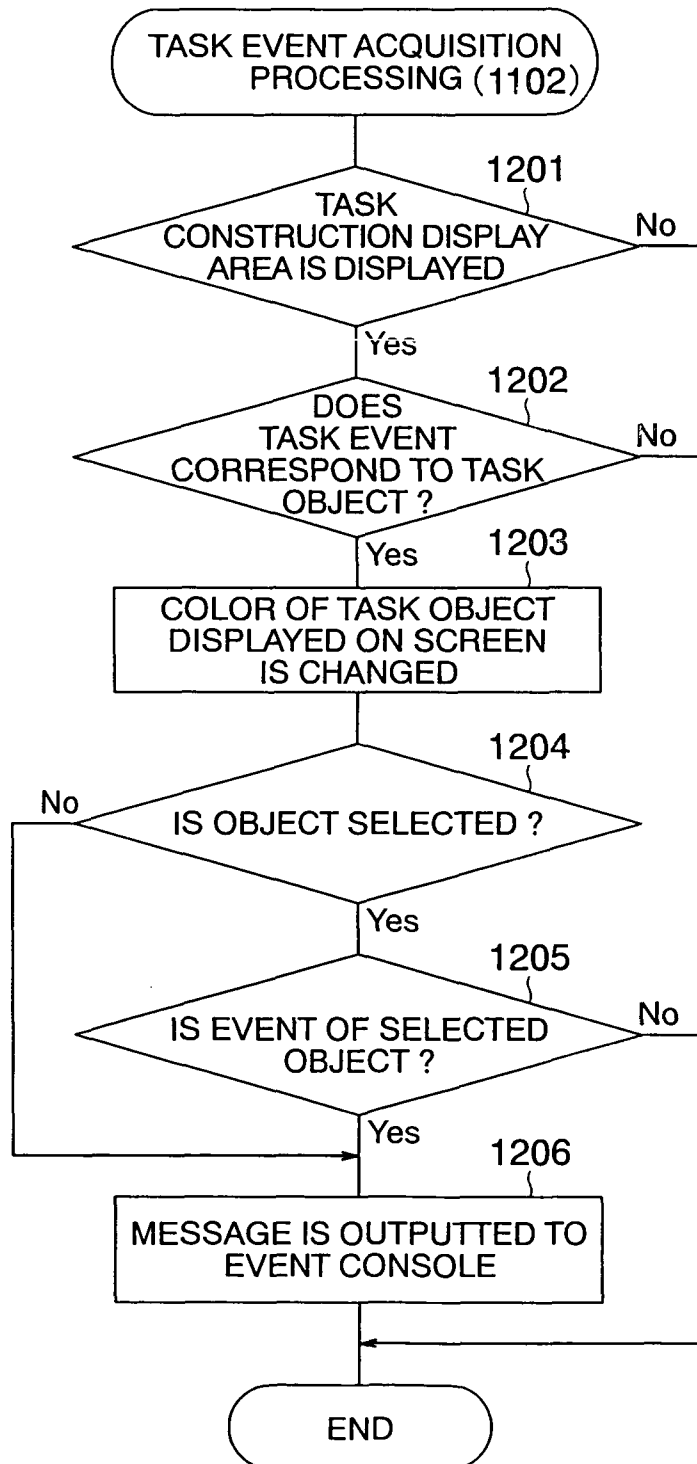 TASK EVENT ACQUISITION
PROCESSING (1102)
1201
TASK
CONSTRUCTION DISPLAY
AREA IS DISPLAYED
No
Yes
1202
DOES
TASK EVENT
CORRESPOND TO TASK
OBJECT ?
No
Yes
1203
COLOR OF TASK OBJECT
DISPLAYED ON SCREEN
IS CHANGED
1204
No
IS OBJECT SELECTED ?
Yes
1205
IS EVENT OF SELECTED
OBJECT ?
No
Yes
1206
MESSAGE IS OUTPUTTED TO
EVENT CONSOLE
END